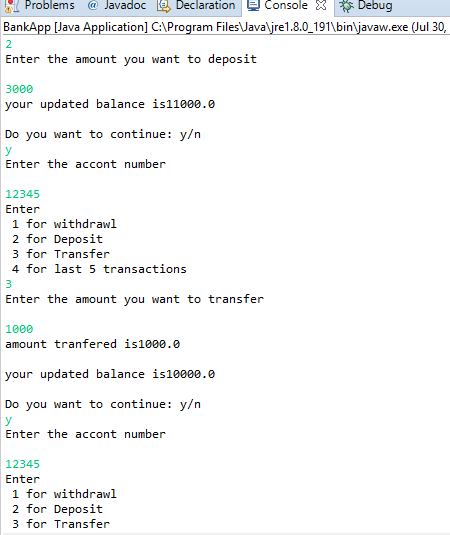 Problems @ Javadoc Declaration Console Debug
BankApp [Java Application] C:\Program Files\Java\jre1.8.0_191\bin\javaw.exe (Jul 30,
2
Enter the amount you want to deposit
3000
your updated balance is11000.0
Do you want to continue: y/n
y
Enter the accont number
12345
Enter
1 for withdrawl
2 for Deposit
3 for Transfer
4 for last 5 transactions
3
Enter the amount you want to transfer
1000
amount tranfered is1000.0
your updated balance is10000.0
Do you want to continue: y/n
y
Enter the accont number
12345
Enter
1 for withdrawl
2 for Deposit
3 for Transfer